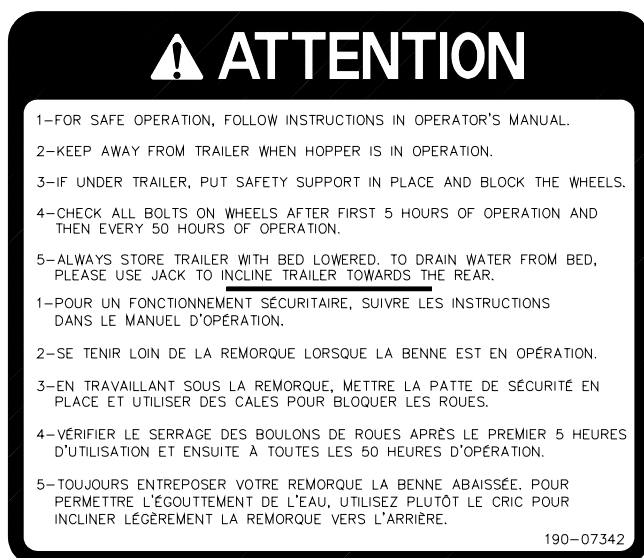 ATTENTION
1-FOR SAFE OPERATION, FOLLOW INSTRUCTIONS IN OPERATOR'S MANUAL.
2-KEEP AWAY FROM TRAILER WHEN HOPPER IS IN OPERATION.
3-IF UNDER TRAILER, PUT SAFETY SUPPORT IN PLACE AND BLOCK THE WHEELS.
4-CHECK ALL BOLTS ON WHEELS AFTER FIRST 5 HOURS OF OPERATION AND
THEN EVERY 50 HOURS OF OPERATION.
5-ALWAYS STORE TRAILER WITH BED LOWERED. TO DRAIN WATER FROM BED,
PLEASE USE JACK TO INCLINE TRAILER TOWARDS THE REAR.
1-POUR UN FONCTIONNEMENT SÉCURITAIRE, SUIVRE LES INSTRUCTIONS
DANS LE MANUEL D'OPÉRATION.
2-SE TENIR LOIN DE LA REMORQUE LORSQUE LA BENNE EST EN OPÉRATION.
3-EN TRAVAILLANT SOUS LA REMORQUE, METTRE LA PATTE DE SÉCURITÉ EN
PLACE ET UTILISER DES CALES POUR BLOQUER LES ROUES.
4-VÉRIFIER LE SERRAGE DES BOULONS DE ROUES APRÈS LE PREMIER 5 HEURES
D'UTILISATION ET ENSUITE À TOUTES LES 50 HEURES D'OPÉRATION.
5-TOUJOURS ENTREPOSER VOTRE REMORQUE LA BENNE ABAISSÉE. POUR
PERMETTRE L'ÉGOUTTEMENT DE L'EAU, UTILISEZ PLUTÔT LE CRIC POUR
INCLINER LÉGÈREMENT LA REMORQUE VERS L'ARRIÈRE.
190-07342